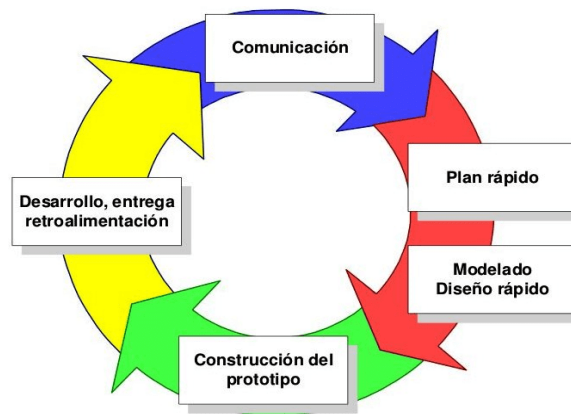 Comunicación
Plan rápido
Modelado
Diseño rápido
Construcción del
prototipo
Desarrollo, entrega
retroalimentación